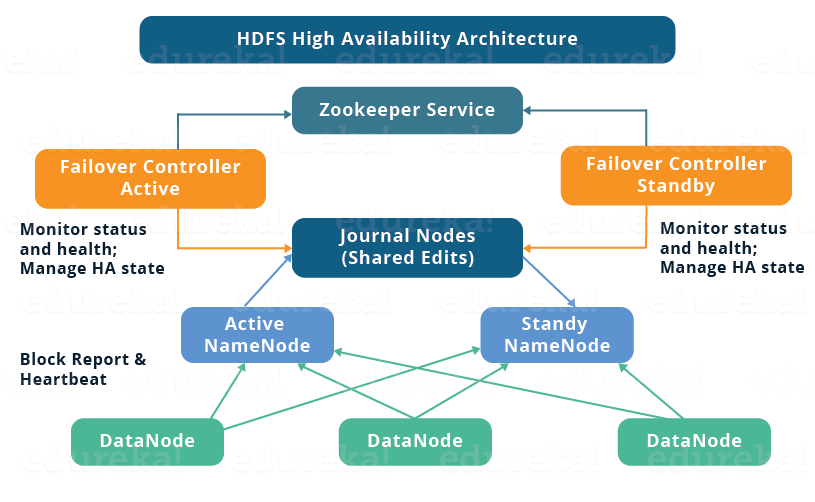 HDFS High Availability Architecture
Zookeeper Service
Failover Controller
Active
Failover Controller
Standby
Monitor status
and health;
Manage HA state
Journal Nodes
(Shared Edits)
Monitor status
and health;
Manage HA state
Active
NameNode
Standy
NameNode
Block Report &
Heartbeat
DataNode
DataNode
DataNode
edureka!